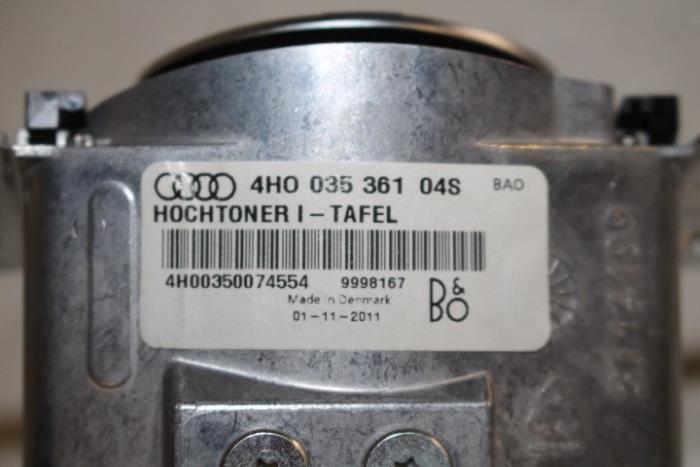 4H0 035 361 04S BAO
HOCHTONER I - TAFEL
4H00350074554 9998167
Made In Denmark
01-11-2011
B&O